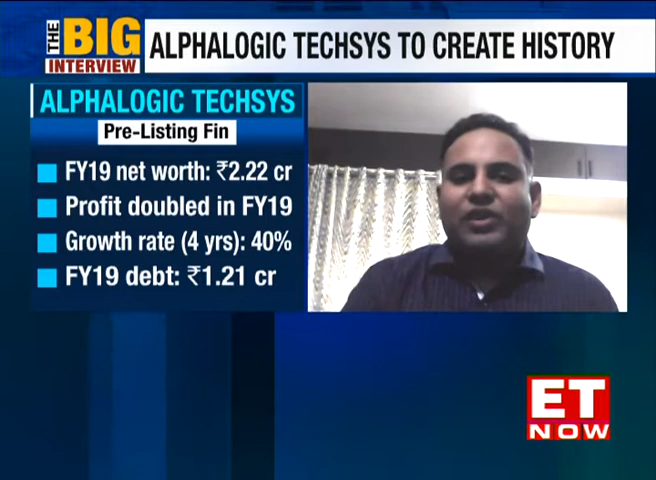 THE BIG INTERVIEW
ALPHALOGIC TECHSYS TO CREATE HISTORY
ALPHALOGIC TECHSYS
Pre-Listing Fin
FY19 net worth: ₹2.22 cr
Profit doubled in FY19
Growth rate (4 yrs): 40%
FY19 debt: ₹1.21 cr
ET
NOW